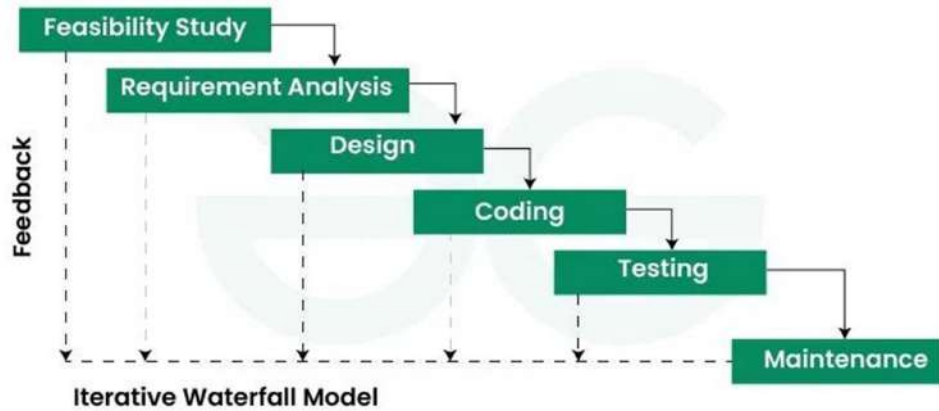 Feasibility Study
Requirement Analysis
Design
Coding
Testing
Maintenance
Feedback
Iterative Waterfall Model